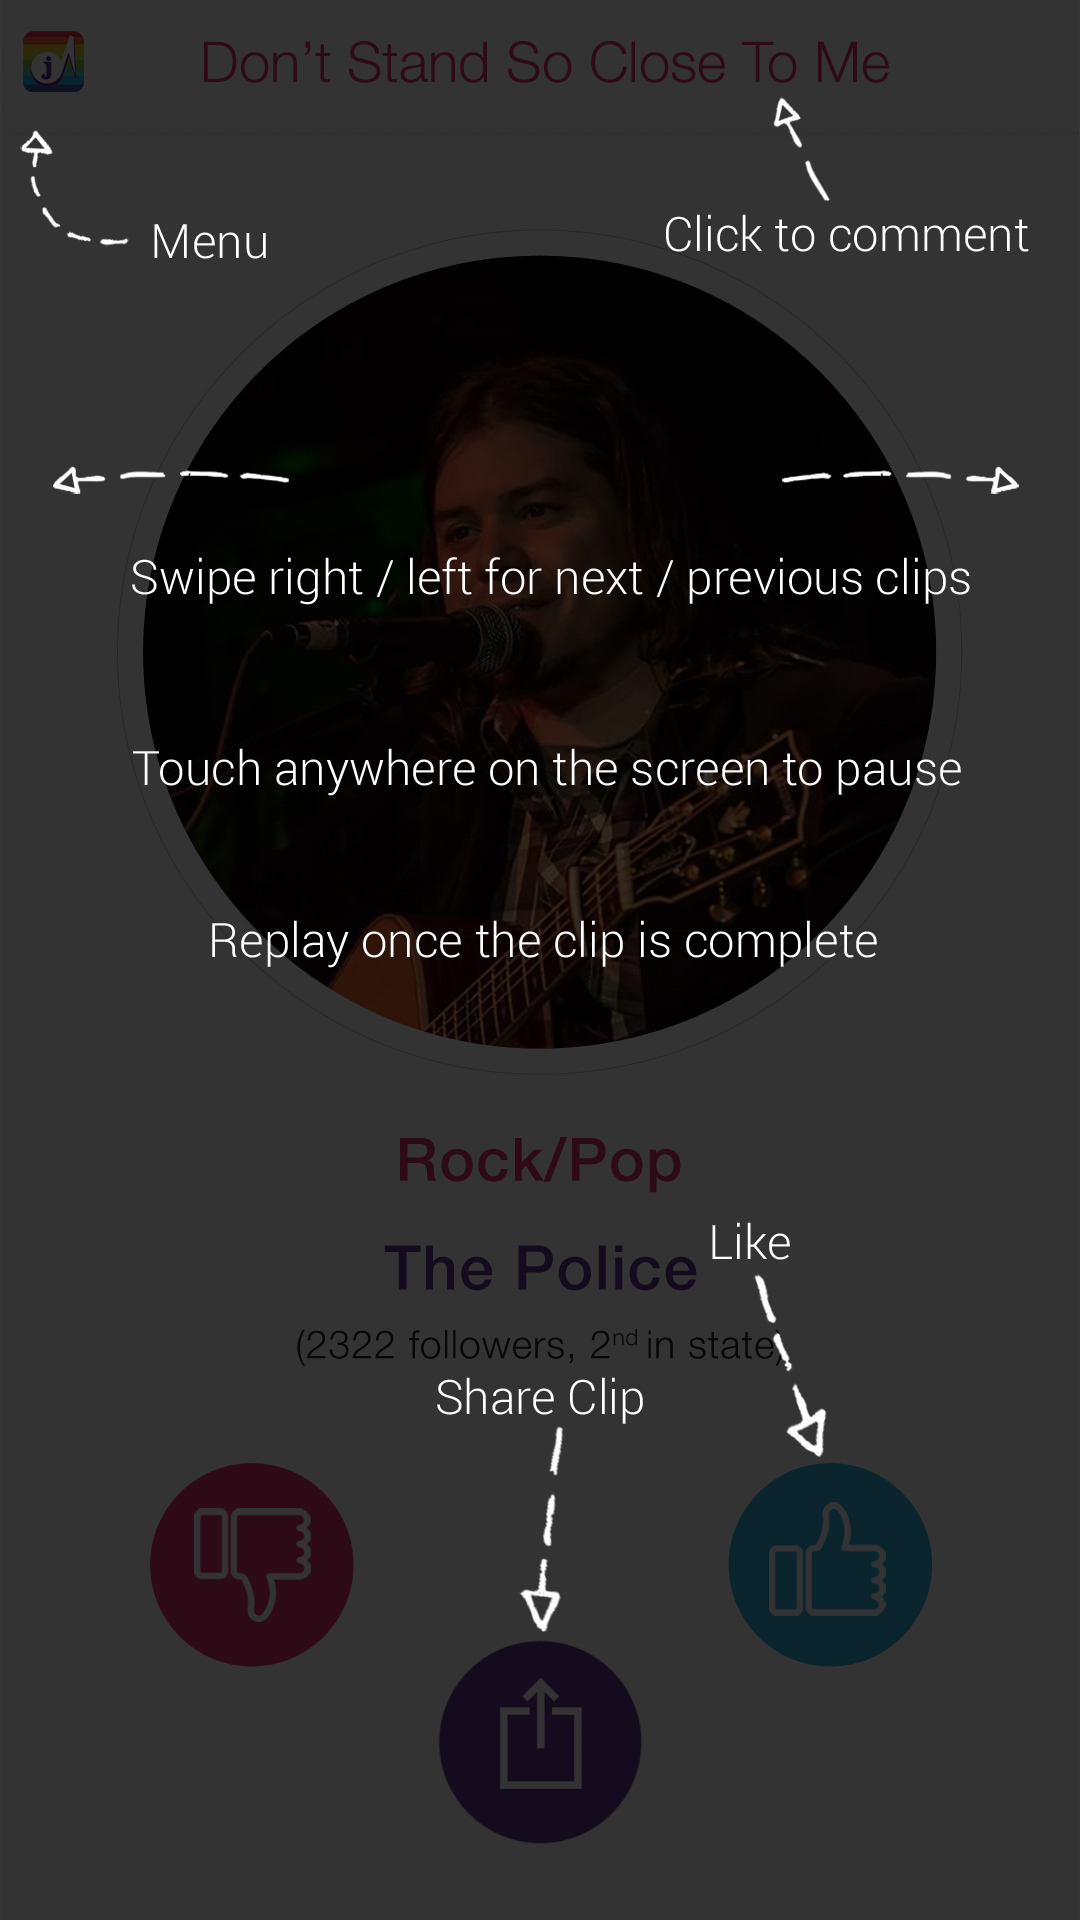 j
Don't Stand So Close To Me
Menu
Click to comment
Swipe right / left for next / previous clips
Touch anywhere on the screen to pause
Replay once the clip is complete
Rock/Pop
Like
The Police
(2322 followers, 2nd in state)
Share Clip